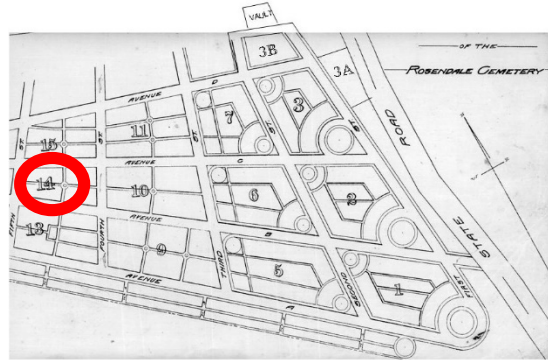 VAULT
OF THE
ROSENDALE CEMETERY
3B
3A
D
AVENUE
ST.
ST.
ST.
ST.
ST.
3
7
11
15
ROAD
AVENUE
C
14
10
6
2
FIFTH
FOURTH
AVENUE
B
13
9
THIRD
5
SECOND
1
FIRST
STATE
AVENUE
A